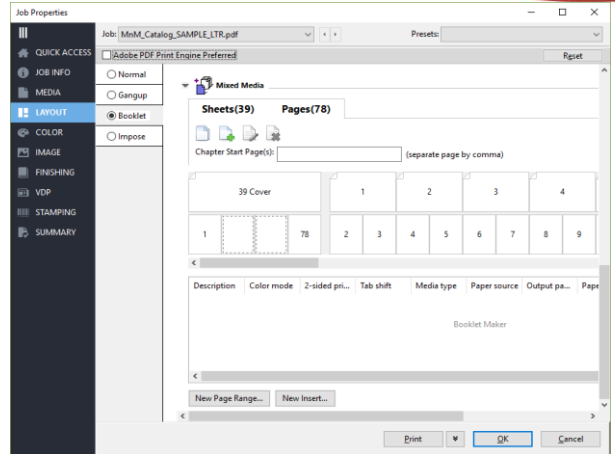 Job Properties
Job: MnM_Catalog_SAMPLE_LTR.pdf Presets:
QUICK ACCESS
JOB INFO
MEDIA
LAYOUT
COLOR
IMAGE
FINISHING
VDP
STAMPING
SUMMARY
Adobe PDF Print Engine Preferred Reset
Normal
Gangup
Booklet
Impose
Mixed Media
Sheets(39) Pages(78)
Chapter Start Page(s): (separate page by comma)
39 Cover 1 2 3 4
1 78 2 3 4 5 6 7 8 9
Description Color mode 2-sided pri... Tab shift Media type Paper source Output pa... Pape
Booklet Maker
New Page Range... New Insert...
Print OK Cancel